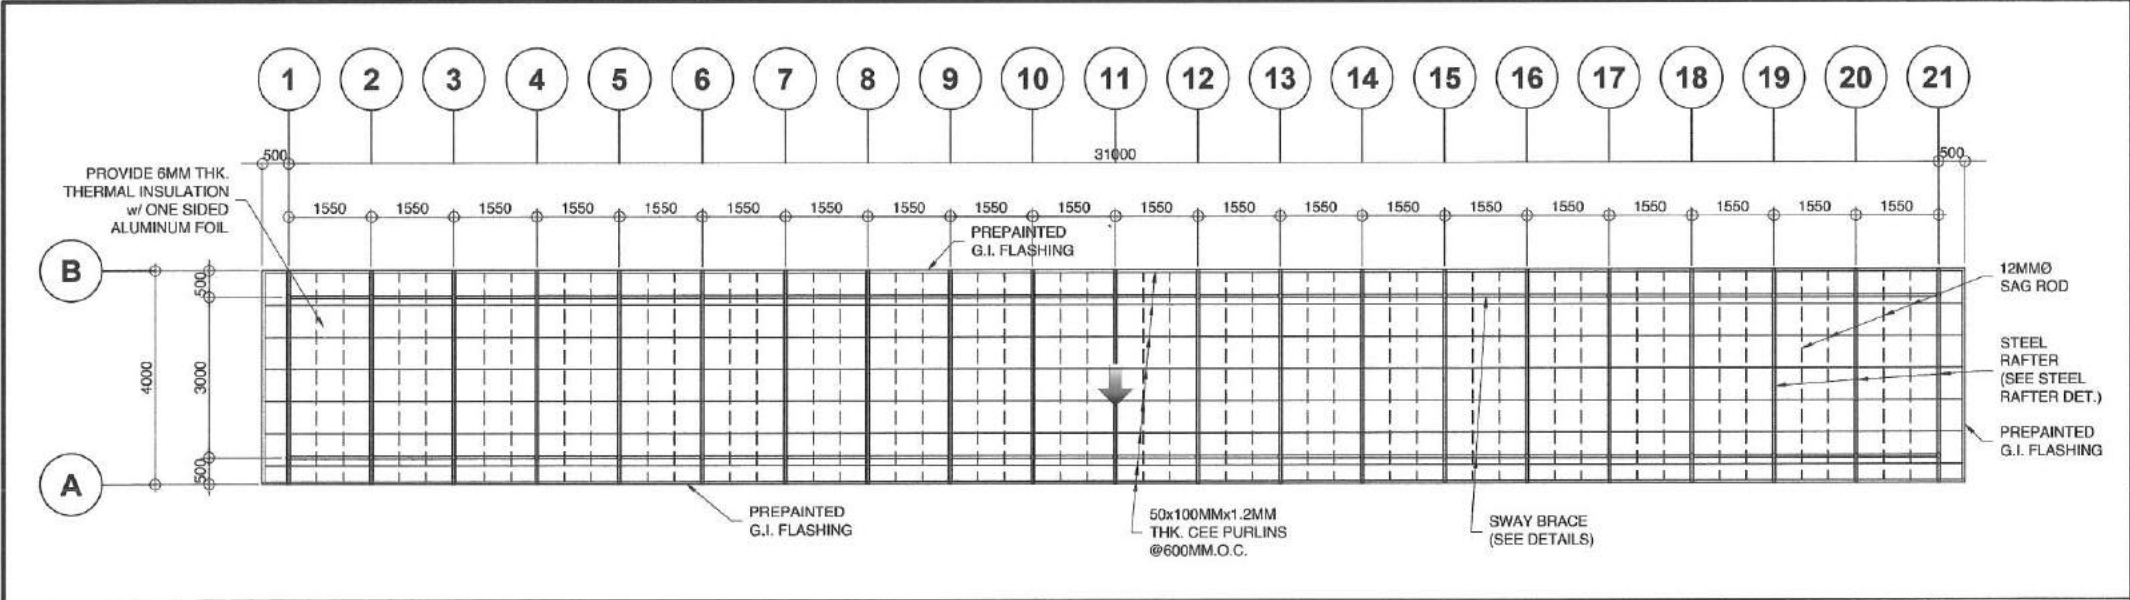 1 2 3 4 5 6 7 8 9 10 11 12 13 14 15 16 17 18 19 20 21
500 31000 500
PROVIDE 6MM THK.
THERMAL INSULATION
w/ ONE SIDED
ALUMINUM FOIL
1550 1550 1550 1550 1550 1550 1550 1550 1550 1550 1550 1550 1550 1550 1550 1550 1550 1550 1550 1550
PREPAINTED
G.I. FLASHING
B
500
4000
3000
500
A
12MMØ
SAG ROD
STEEL
RAFTER
(SEE STEEL
RAFTER DET.)
PREPAINTED
G.I. FLASHING
PREPAINTED
G.I. FLASHING
50x100MMx1.2MM
THK. CEE PURLINS
@600MM.O.C.
SWAY BRACE
(SEE DETAILS)